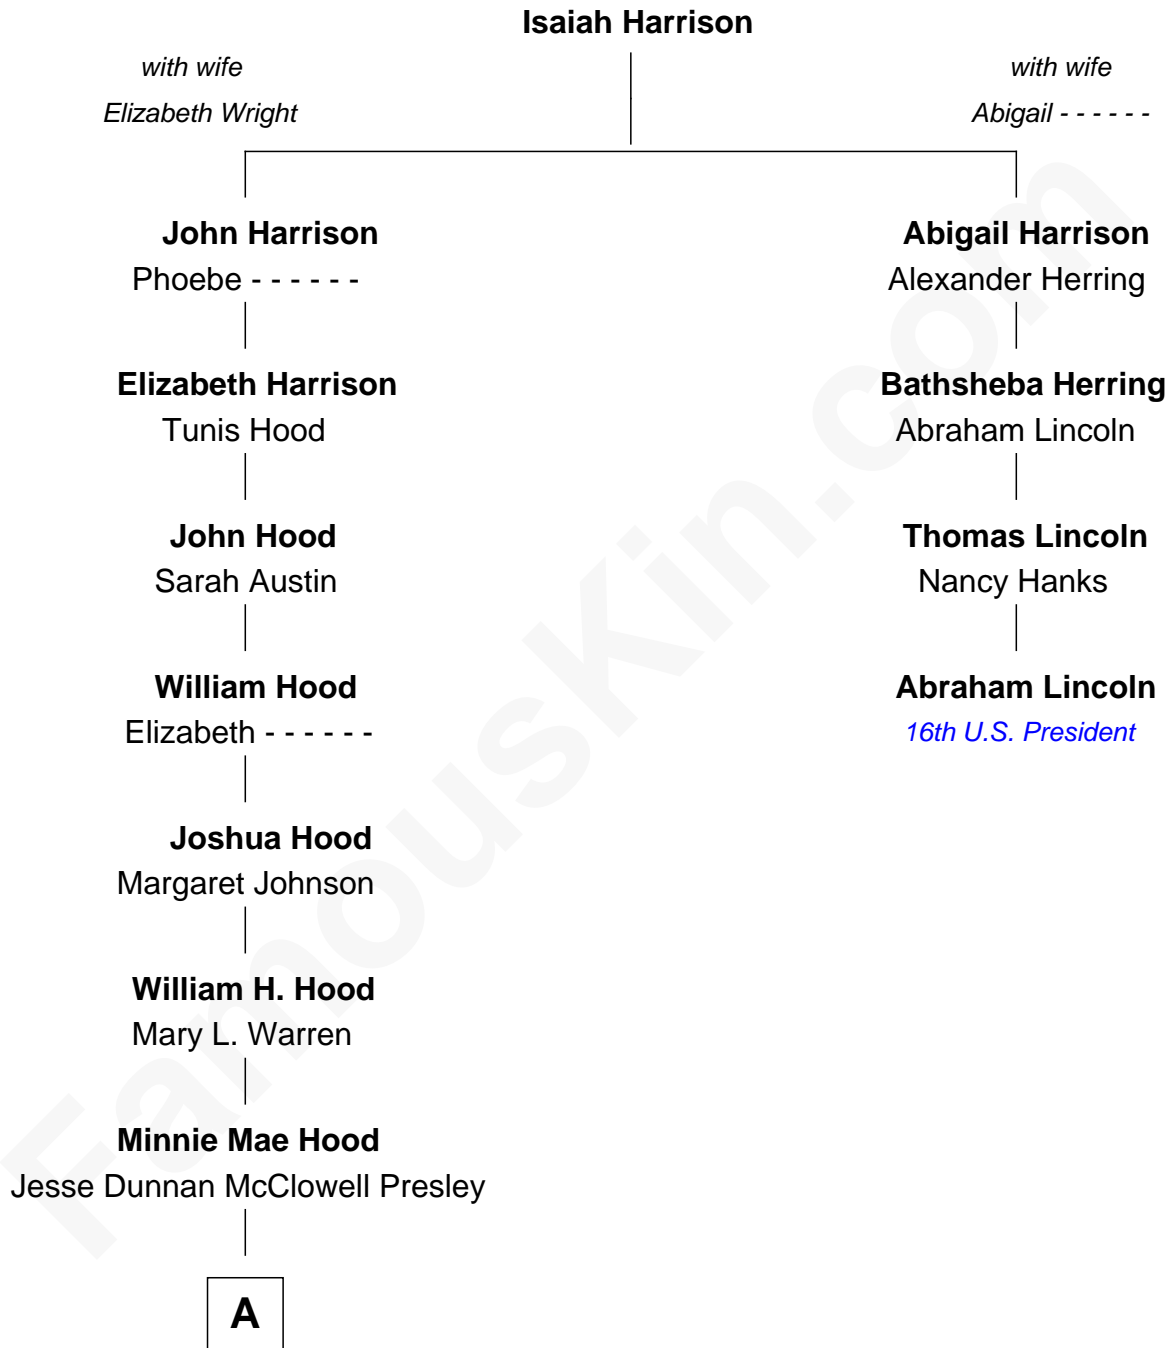 Isaiah Harrison
with wife
Elizabeth Wright
with wife
Abigail - - - - - -
John Harrison
Phoebe - - - - - -
Abigail Harrison
Alexander Herring
Elizabeth Harrison
Tunis Hood
Bathsheba Herring
Abraham Lincoln
John Hood
Sarah Austin
Thomas Lincoln
Nancy Hanks
William Hood
Elizabeth - - - - - -
Abraham Lincoln
16th U.S. President
Joshua Hood
Margaret Johnson
William H. Hood
Mary L. Warren
Minnie Mae Hood
Jesse Dunnan McClowell Presley
A
FamousKin.com